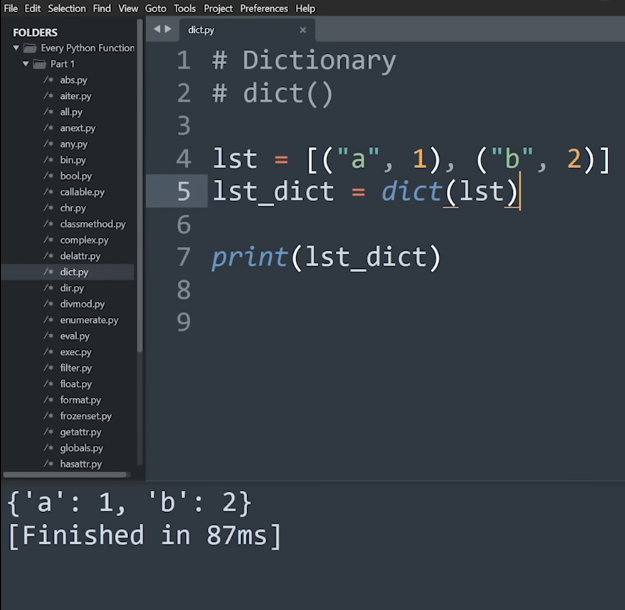 File Edit Selection Find View Goto Tools Project Preferences Help
FOLDERS
Every Python Function
Part 1
/* abs.py
/* aiter.py
/* all.py
/* anext.py
/* any.py
/* bin.py
/* bool.py
/* callable.py
/* chr.py
/* classmethod.py
/* complex.py
/* delattr.py
/* dict.py
/* dir.py
/* divmod.py
/* enumerate.py
/* eval.py
/* exec.py
/* filter.py
/* float.py
/* format.py
/* frozenset.py
/* getattr.py
/* globals.py
/* hasattr.py
dict.py ×
1 # Dictionary
2 # dict()
3
4 lst = [("a", 1), ("b", 2)]
5 lst_dict = dict(lst)
6
7 print(lst_dict)
8
9
{'a': 1, 'b': 2}
[Finished in 87ms]